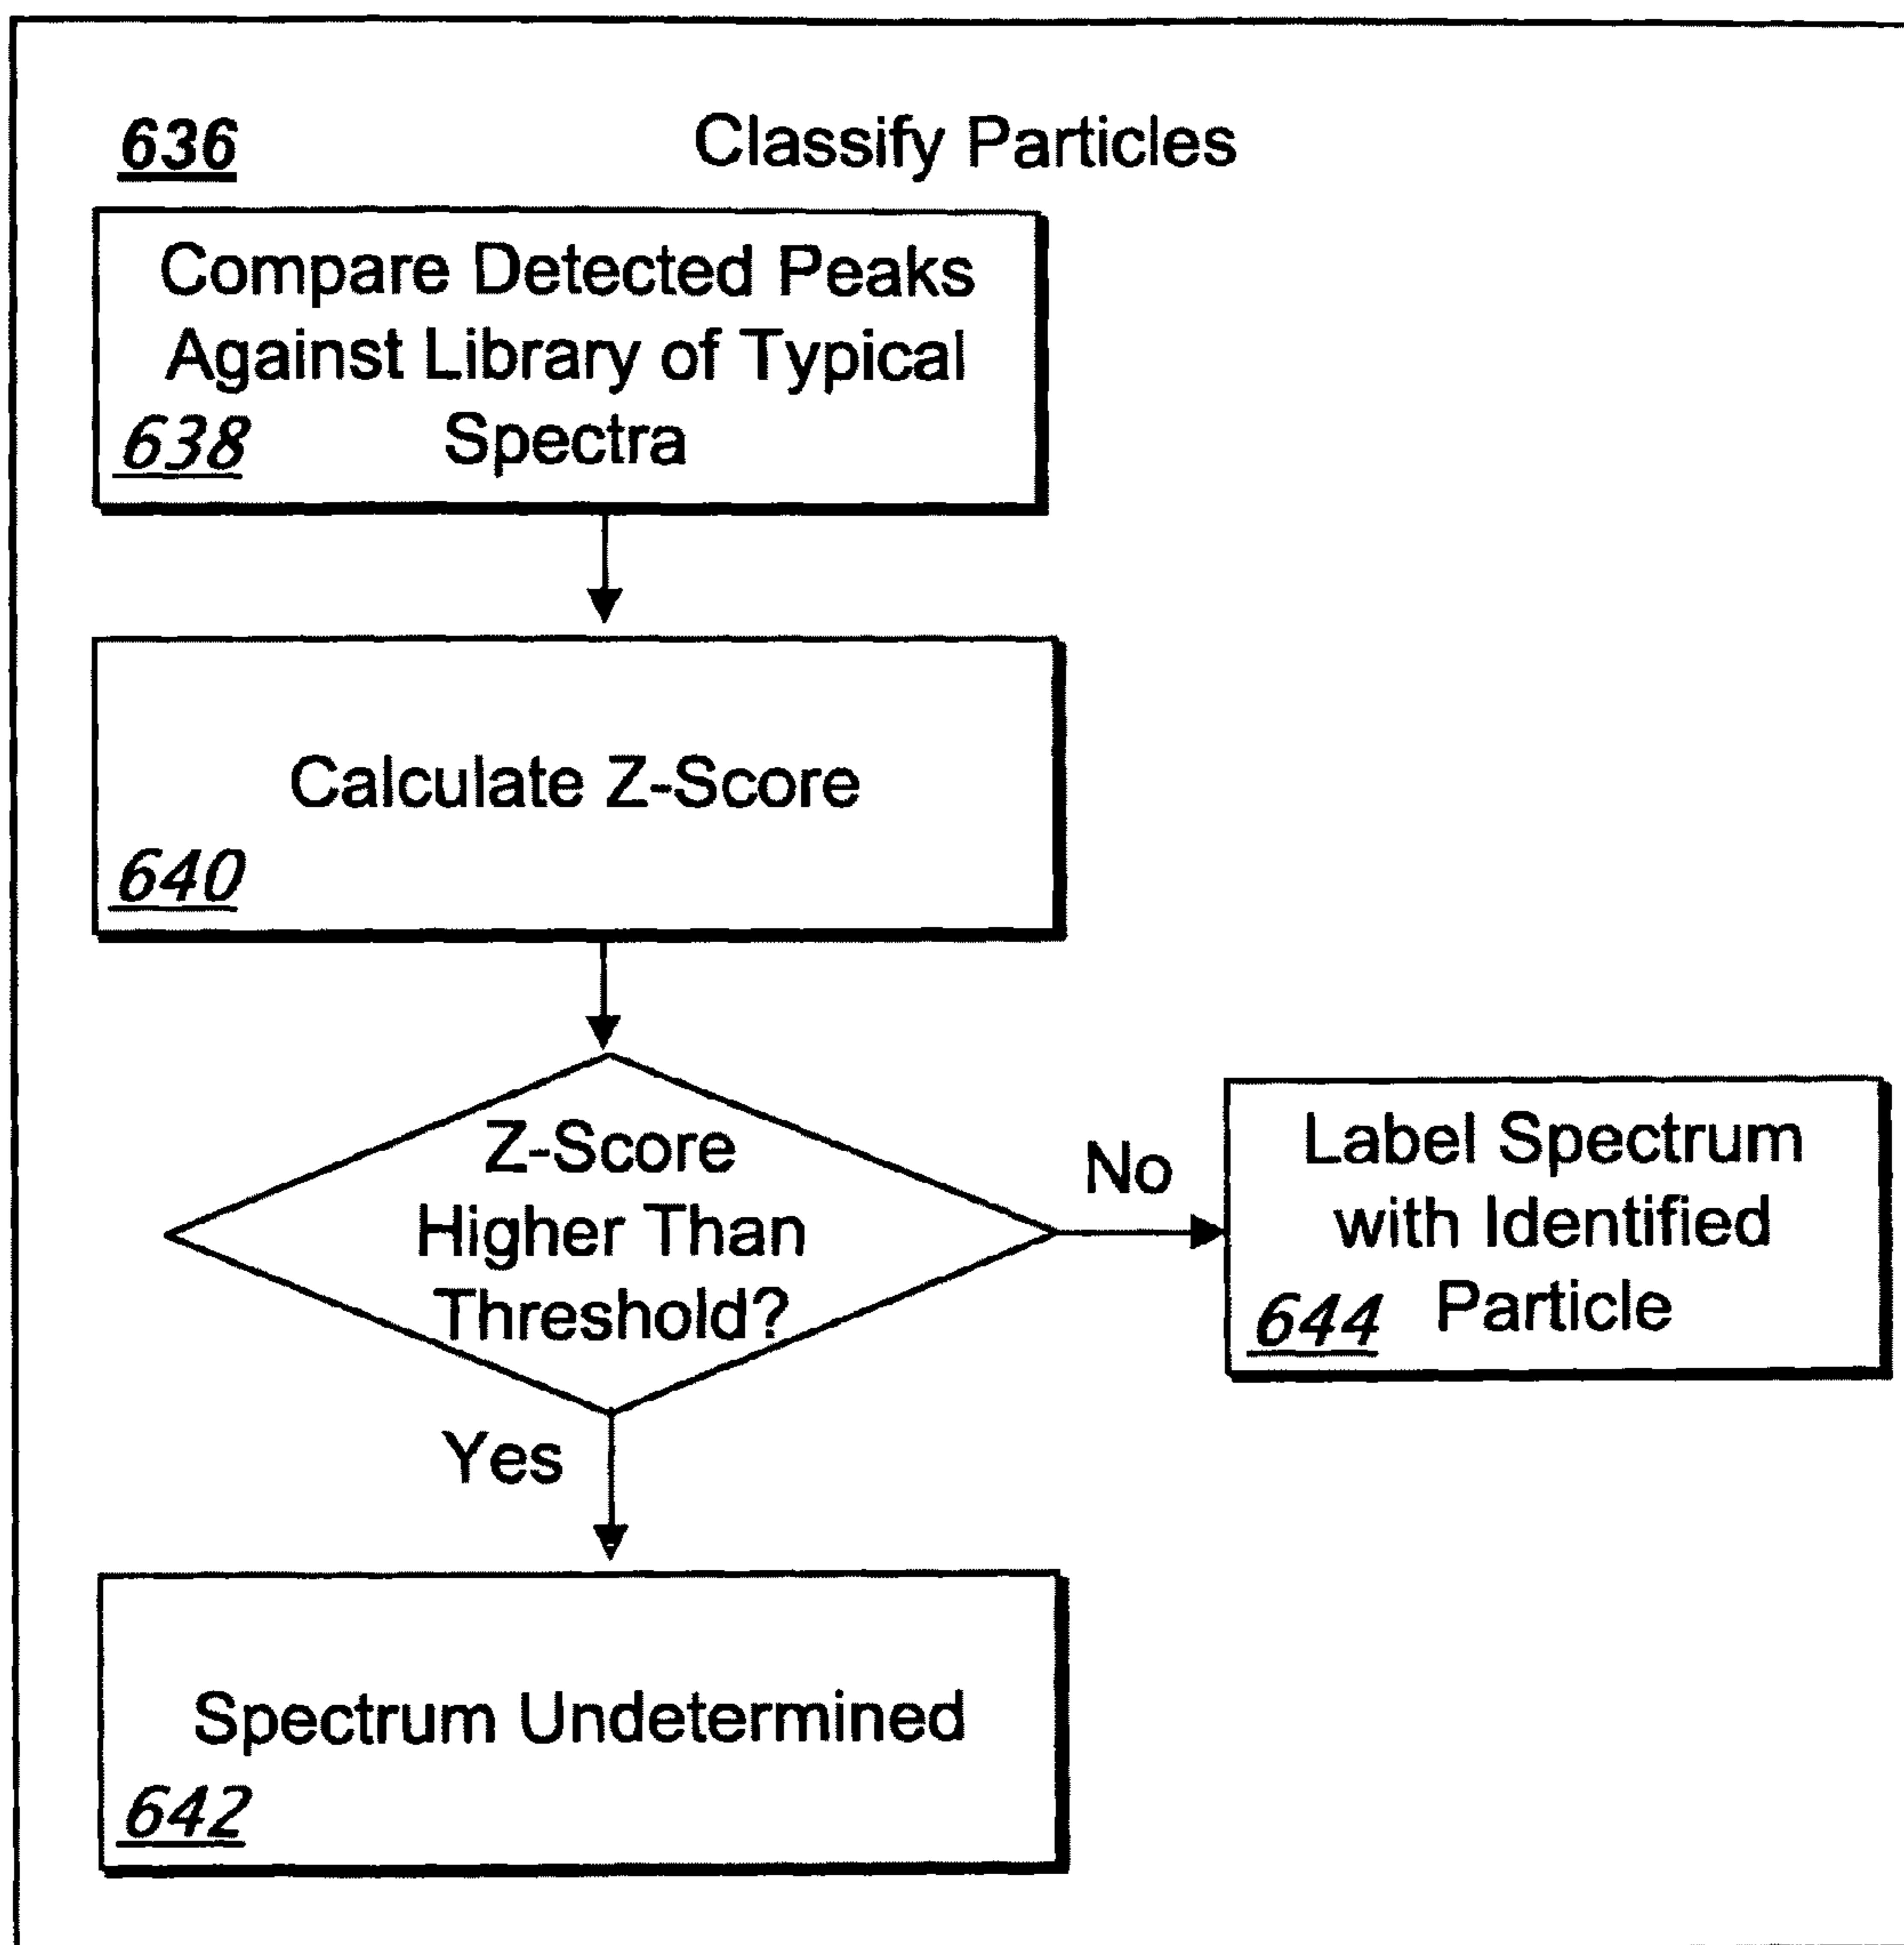 636 Classify Particles
Compare Detected Peaks
Against Library of Typical
638 Spectra
Calculate Z-Score
640
Z-Score
Higher Than
Threshold?
No
Label Spectrum
with Identified
644 Particle
Yes
Spectrum Undetermined
642